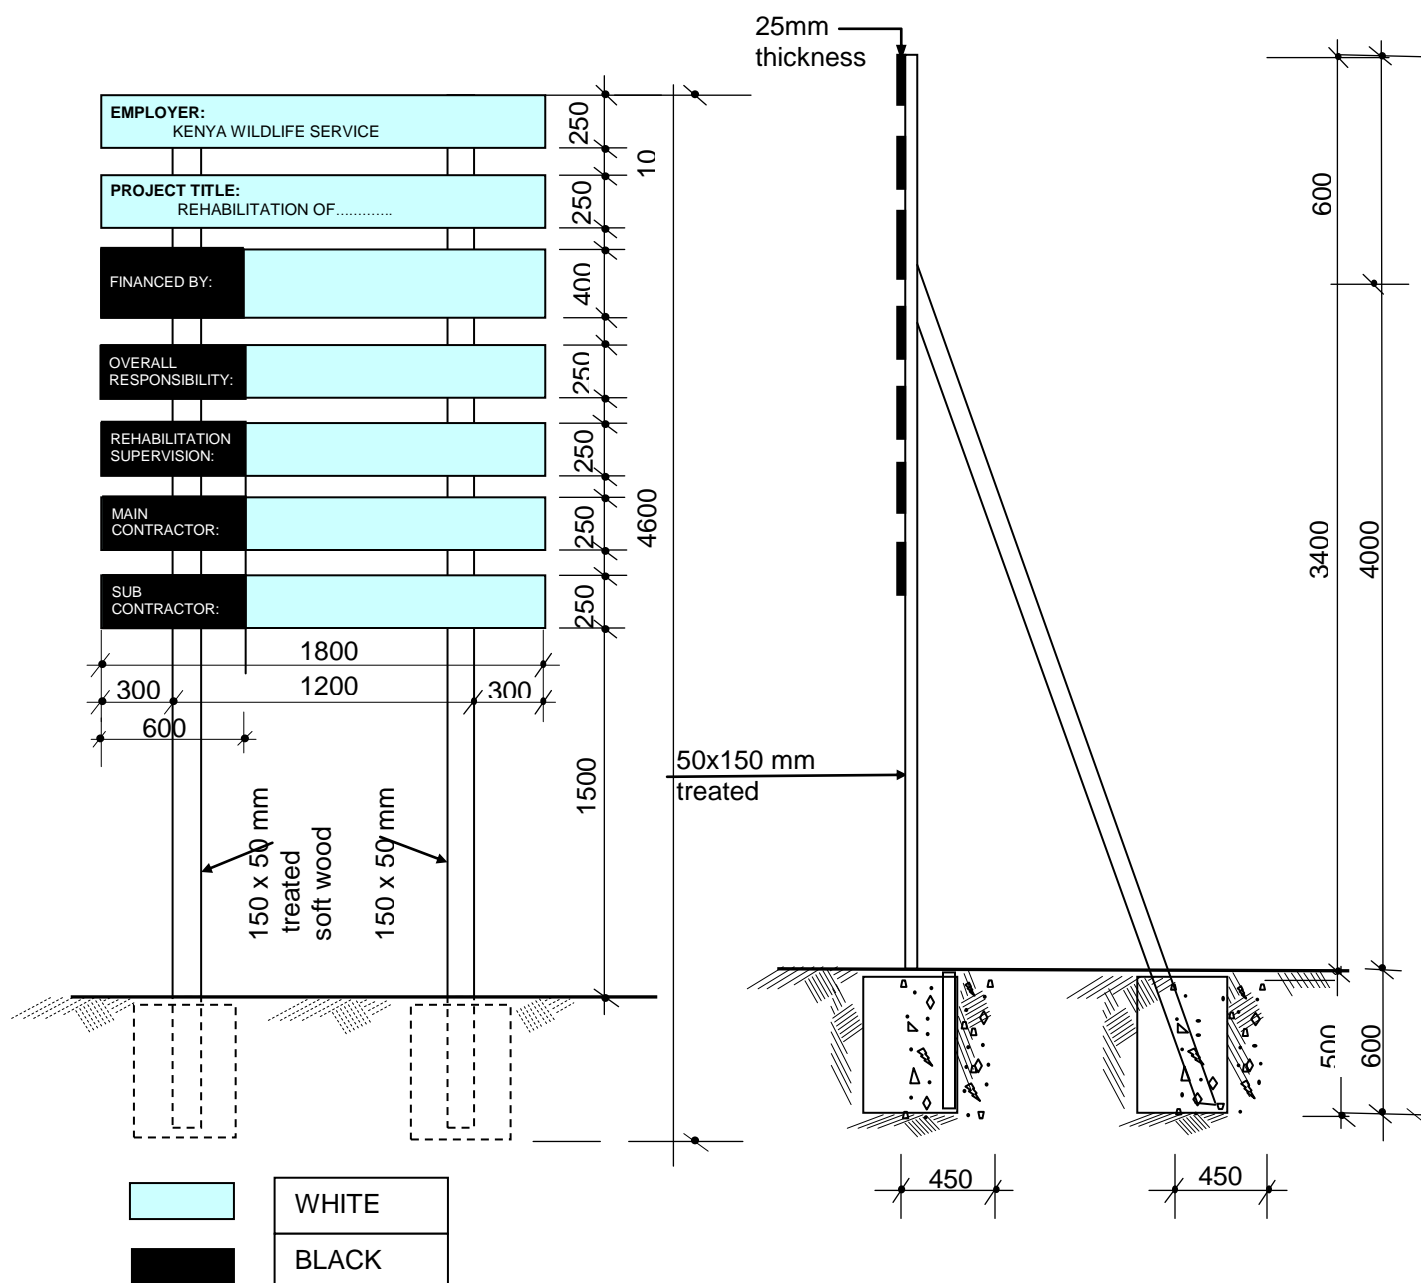 EMPLOYER:
KENYA WILDLIFE SERVICE
PROJECT TITLE:
REHABILITATION OF.............
FINANCED BY:
OVERALL
RESPONSIBILITY:
REHABILITATION
SUPERVISION:
MAIN
CONTRACTOR:
SUB
CONTRACTOR:
250
250
400
250
250
250
250
10
4600
1500
1800
300
1200
300
600
150 x 50 mm
treated
soft wood
150 x 50 mm
WHITE
BLACK
25mm
thickness
50x150 mm
treated
600
3400
4000
500
600
450
450